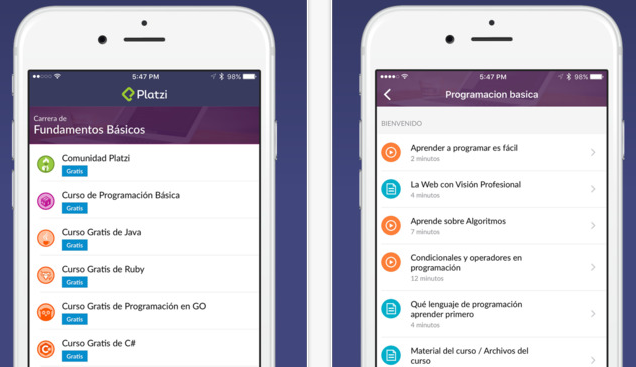 5:47 PM
98%
Platzi
Carrera de
Fundamentos Básicos
Comunidad Platzi
Gratis
Curso de Programación Básica
Gratis
Curso Gratis de Java
Gratis
Curso Gratis de Ruby
Gratis
Curso Gratis de Programación en GO
Gratis
Curso Gratis de C#
Gratis
5:47 PM
98%
Programacion basica
BIENVENIDO
Aprender a programar es fácil
2 minutos
La Web con Visión Profesional
4 minutos
Aprende sobre Algoritmos
7 minutos
Condicionales y operadores en
programación
12 minutos
Qué lenguaje de programación
aprender primero
4 minutos
Material del curso / Archivos del
curso